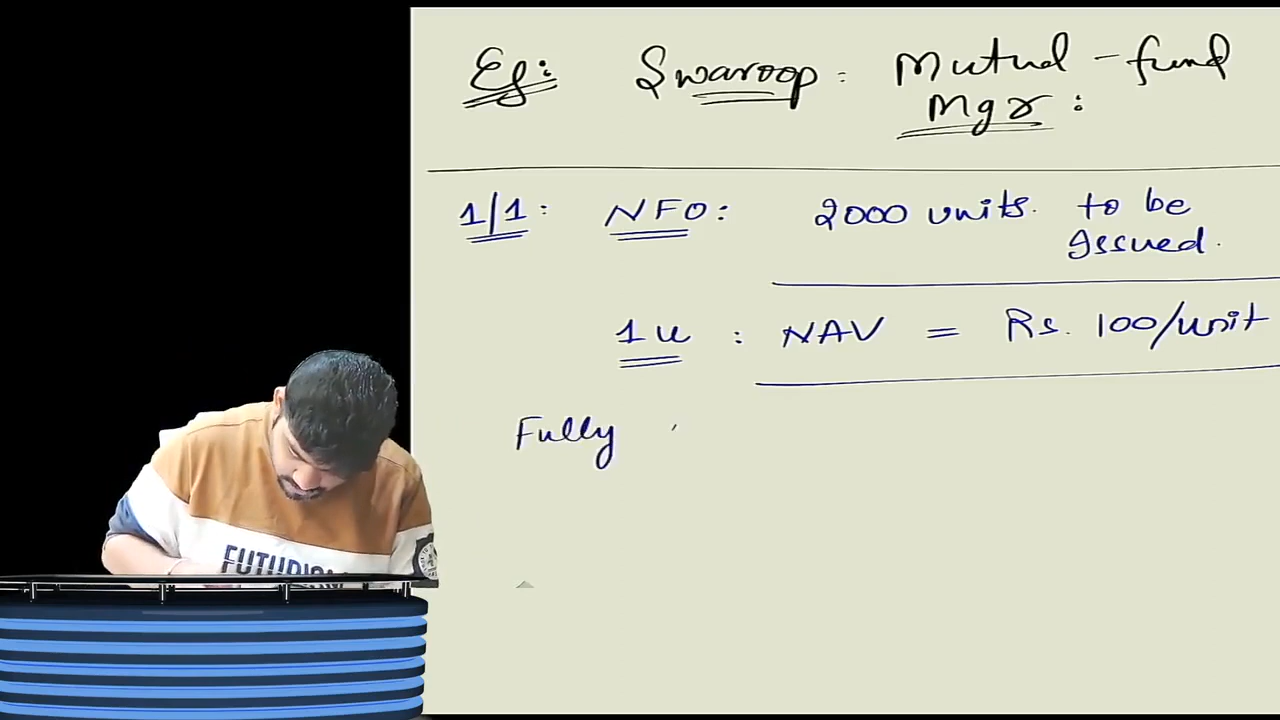 Eg: Swaroop: Mutual-fund
Mgr:
1/1: NFO: 2000 units. to be
Issued.
1u : NAV = Rs. 100/unit
Fully
FUTURISM